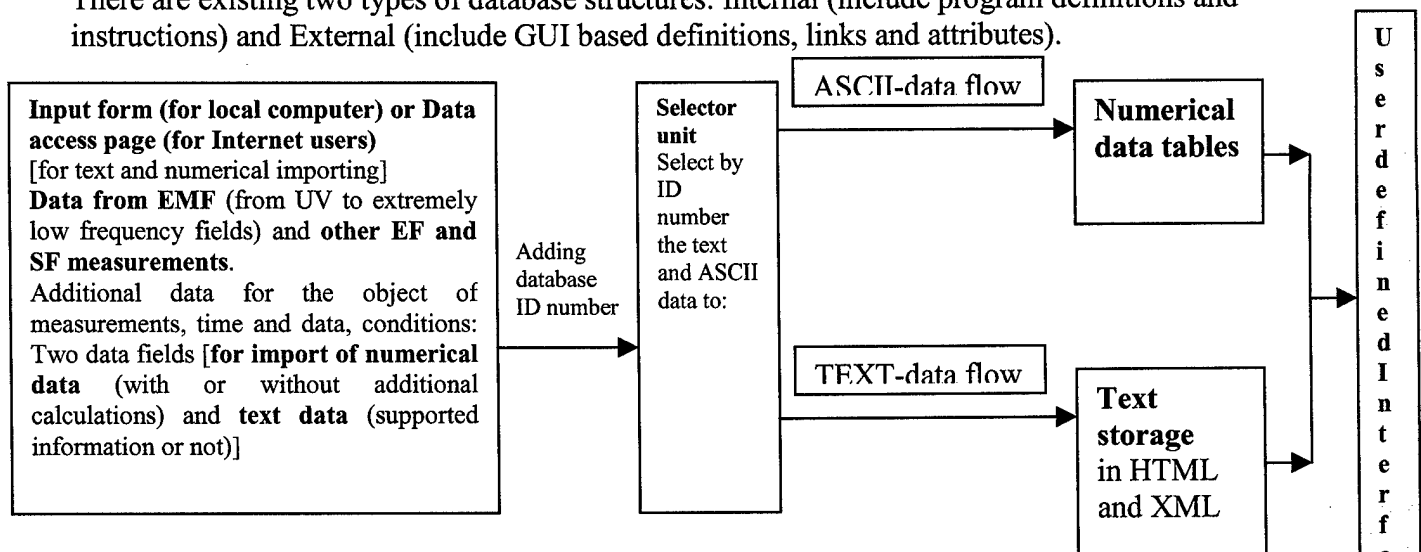 There are existing two types of database structures: Internal (include program definitions and
instructions) and External (include GUI based definitions, links and attributes).
Input form (for local computer) or Data
access page (for Internet users)
[for text and numerical importing]
Data from EMF (from UV to extremely
low frequency fields) and other EF and
SF measurements.
Additional data for the object of
measurements, time and data, conditions:
Two data fields [for import of numerical
data (with or without additional
calculations) and text data (supported
information or not)]
Adding
database
ID number
Selector
unit
Select by
ID
number
the text
and ASCII
data to:
ASCII-data flow
Numerical
data tables
TEXT-data flow
Text
storage
in HTML
and XML
U
s
e
r
d
e
f
i
n
e
d
I
n
t
e
r
f